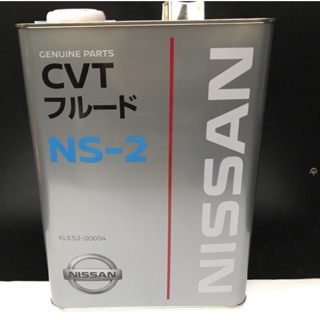 GENUINE PARTS
CVT
フルード
NS-2
KLE52-00004
NISSAN
NISSAN